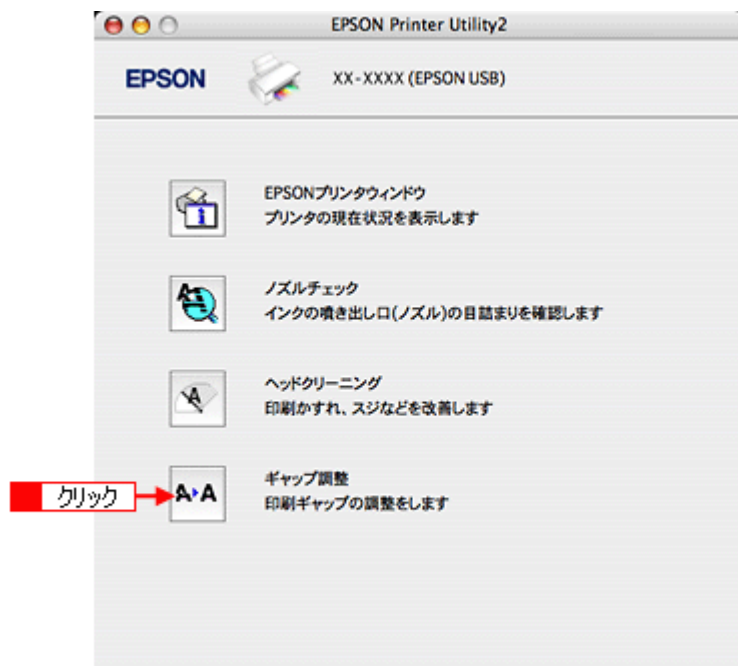 EPSON Printer Utility2
EPSON
XX-XXXX (EPSON USB)
EPSONプリンタウィンドウ
プリンタの現在状況を表示します
ノズルチェック
インクの噴き出し口(ノズル)の目詰まりを確認します
ヘッドクリーニング
印刷かすれ、スジなどを改善します
クリック
A▸A
ギャップ調整
印刷ギャップの調整をします